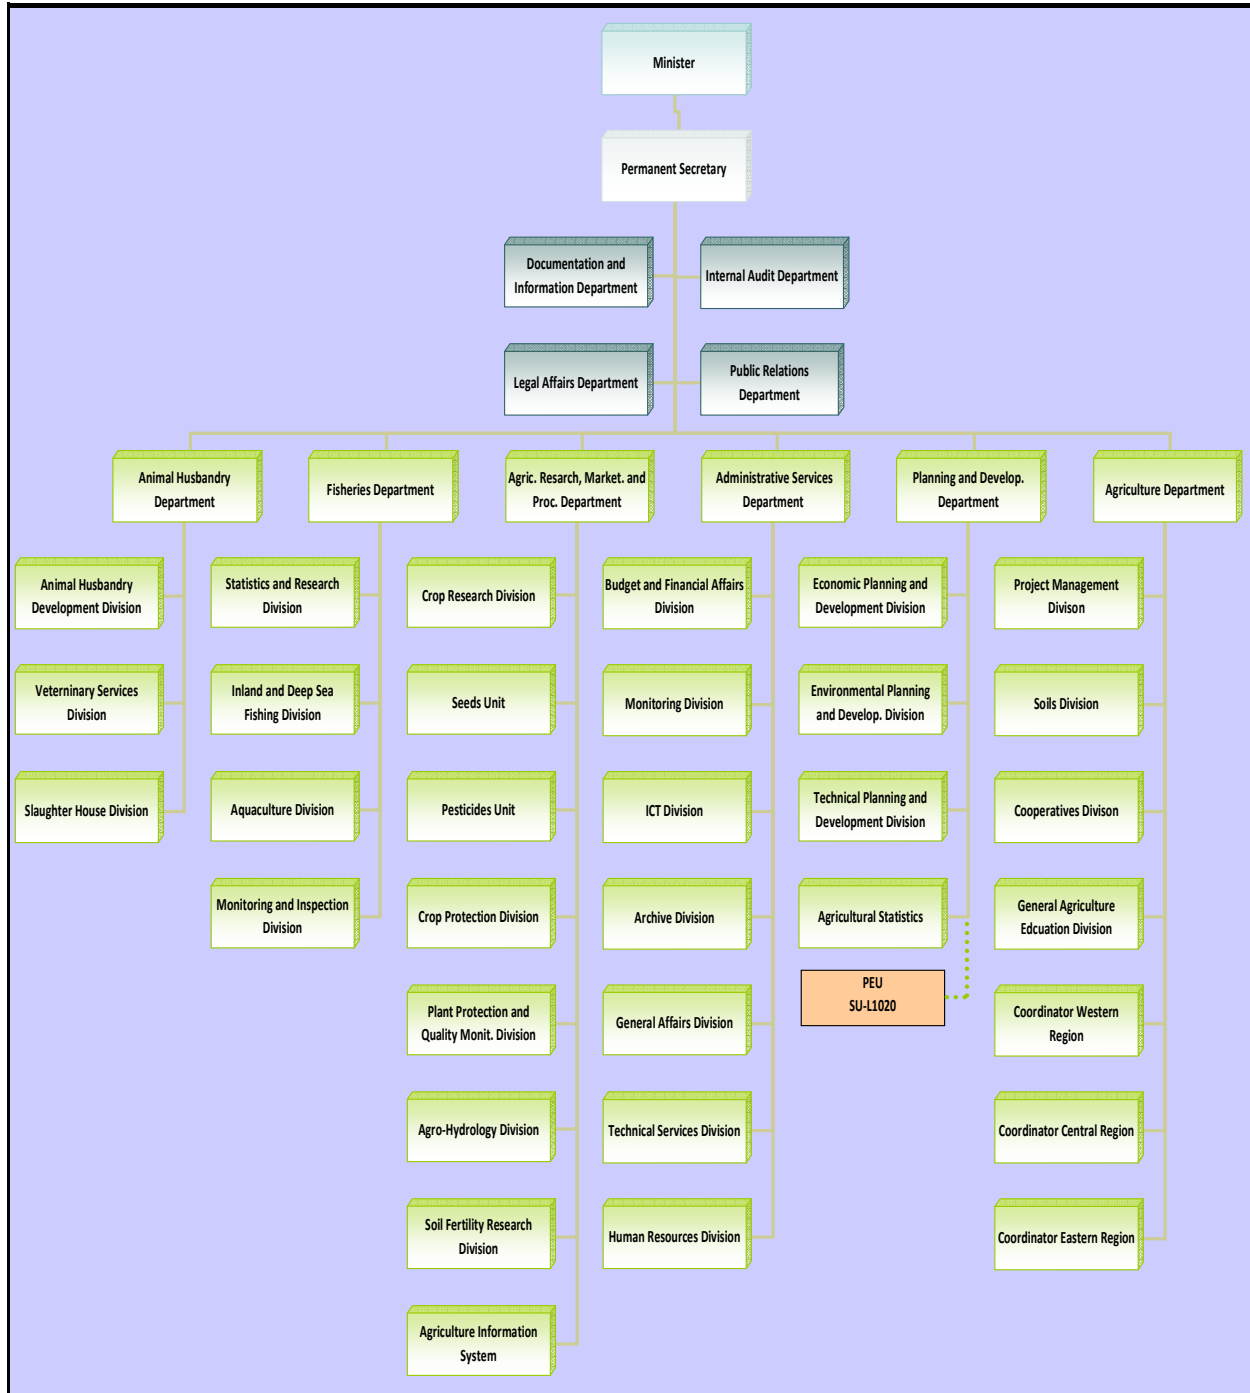 Minister
Permanent Secretary
Documentation and
Information Department
Internal Audit Department
Legal Affairs Department
Public Relations
Department
Animal Husbandry
Department
Fisheries Department
Agric. Resarch, Market. and
Proc. Department
Administrative Services
Department
Planning and Develop.
Department
Agriculture Department
Animal Husbandry
Development Division
Veterninary Services
Division
Slaughter House Division
Statistics and Research
Division
Inland and Deep Sea
Fishing Division
Aquaculture Division
Monitoring and Inspection
Division
Crop Research Division
Seeds Unit
Pesticides Unit
Crop Protection Division
Plant Protection and
Quality Monit. Division
Agro-Hydrology Division
Soil Fertility Research
Division
Agriculture Information
System
Budget and Financial Affairs
Division
Monitoring Division
ICT Division
Archive Division
General Affairs Division
Technical Services Division
Human Resources Division
Economic Planning and
Development Division
Environmental Planning
and Develop. Division
Technical Planning and
Development Division
Agricultural Statistics
PEU
SU-L1020
Project Management
Divison
Soils Division
Cooperatives Divison
General Agriculture
Edcuation Division
Coordinator Western
Region
Coordinator Central Region
Coordinator Eastern Region